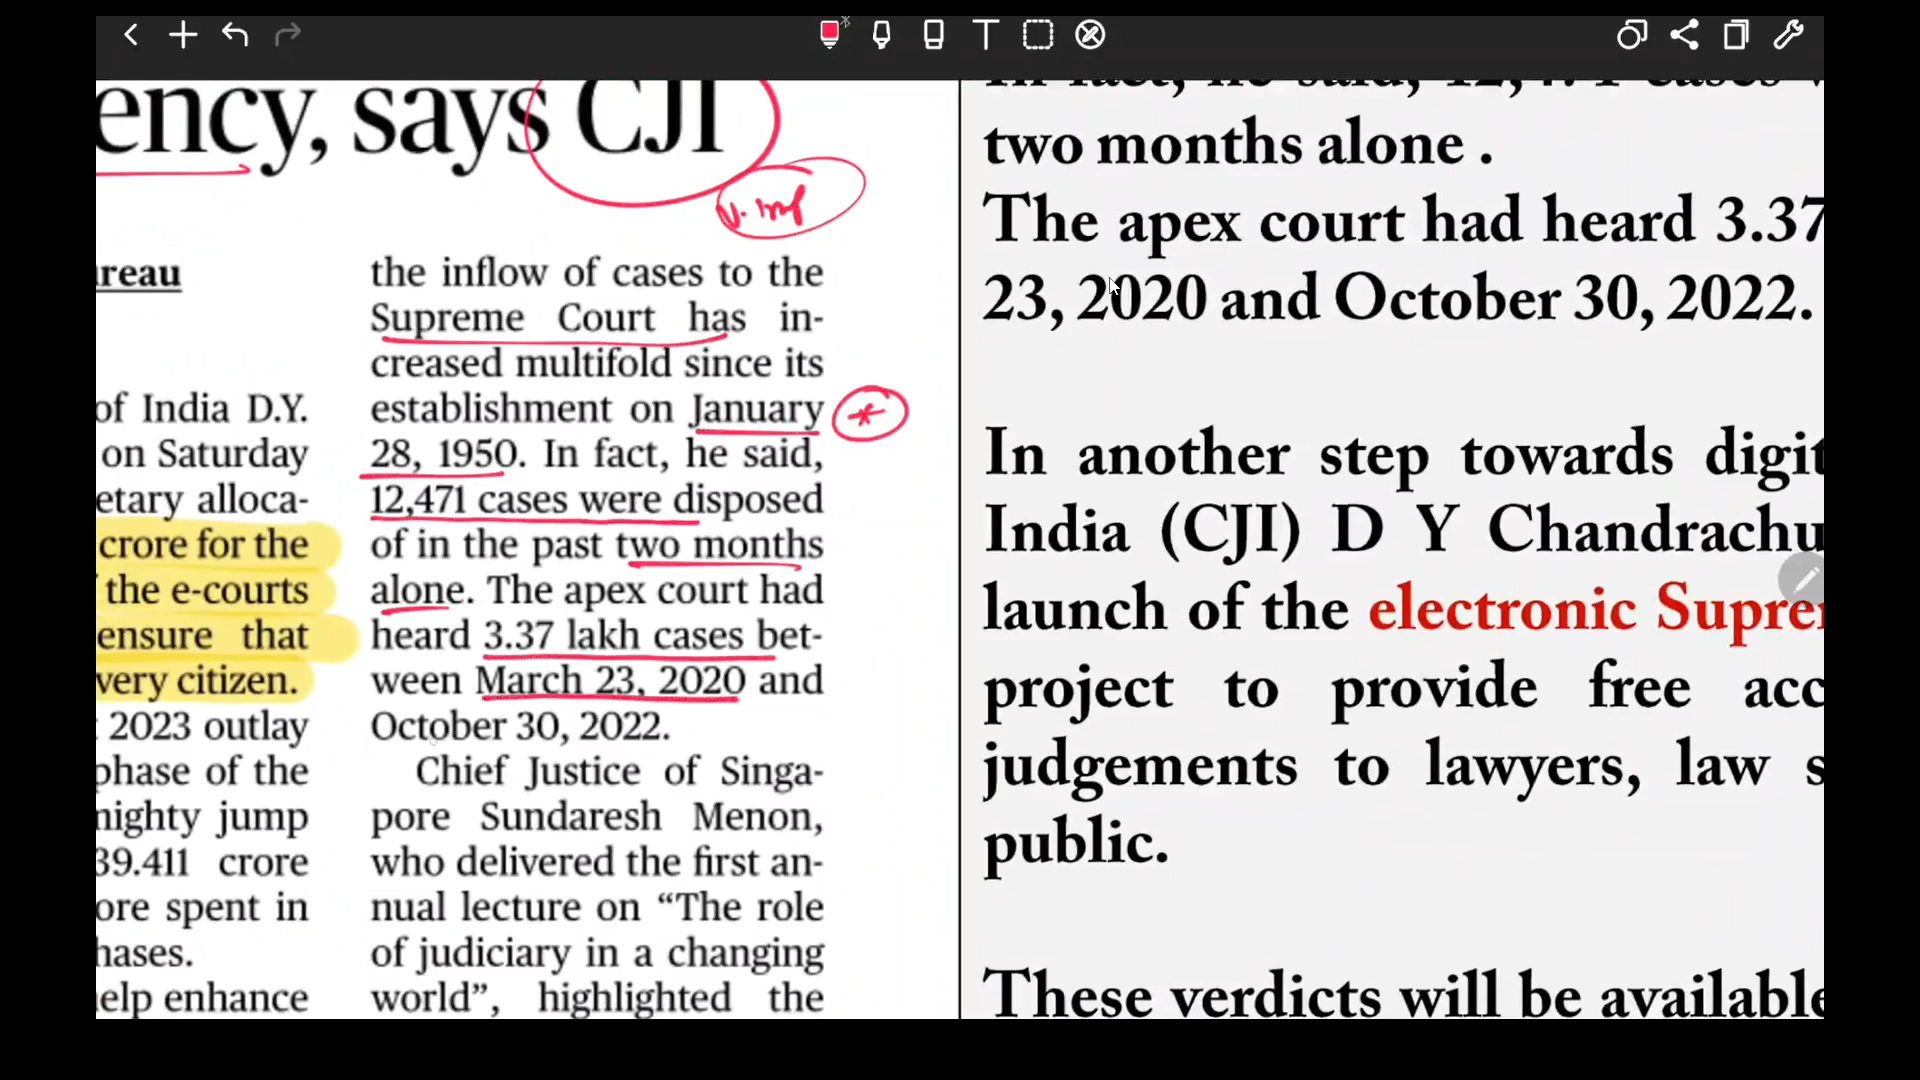 ency, says CJI
v. imp
reau
of India D.Y.
on Saturday
etary alloca-
crore for the
the e-courts
ensure that
very citizen.
2023 outlay
phase of the
mighty jump
39.411 crore
ore spent in
hases.
elp enhance
the inflow of cases to the
Supreme Court has in-
creased multifold since its
establishment on January
28, 1950. In fact, he said,
12,471 cases were disposed
of in the past two months
alone. The apex court had
heard 3.37 lakh cases bet-
ween March 23, 2020 and
October 30, 2022.
Chief Justice of Singa-
pore Sundaresh Menon,
who delivered the first an-
nual lecture on “The role
of judiciary in a changing
world”, highlighted the
In fact, he said, 12,471 cases
two months alone .
The apex court had heard 3.37
23, 2020 and October 30, 2022.
In another step towards digit
India (CJI) D Y Chandrachu
launch of the electronic Supre
project to provide free acc
judgements to lawyers, law s
public.
These verdicts will be available